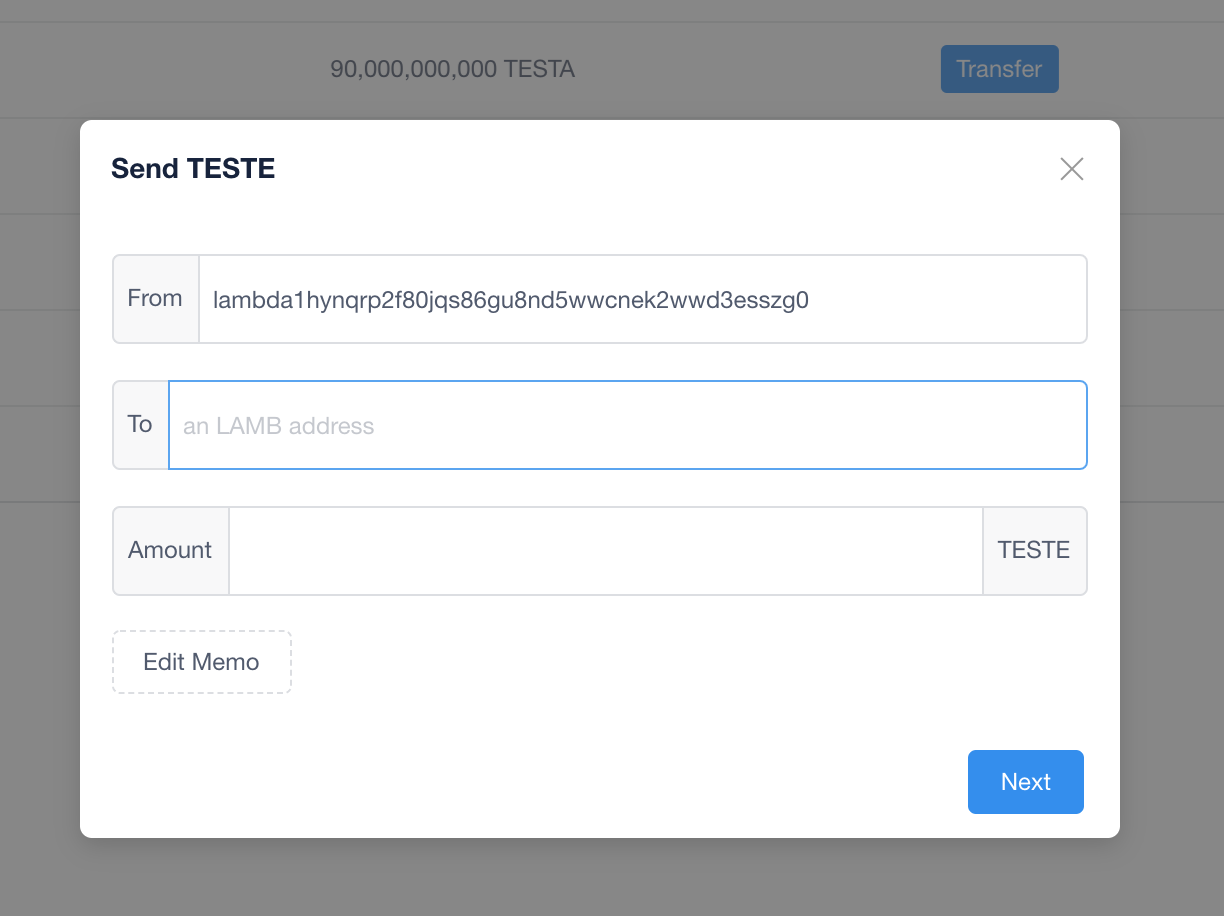 90,000,000,000 TESTA
Transfer
Send TESTE
From
lambda1hynqrp2f80jqs86gu8nd5wwcnek2wwd3esszg0
To
an LAMB address
Amount
TESTE
Edit Memo
Next